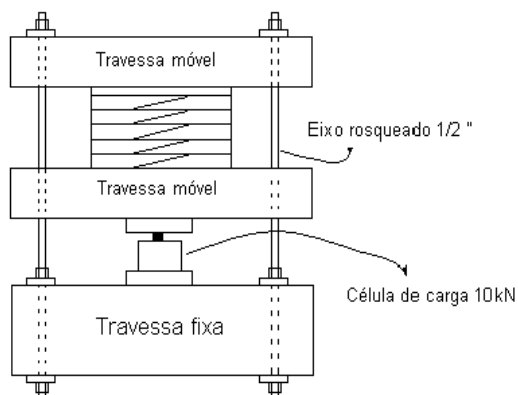 Travessa móvel
Eixo rosqueado 1/2 "
Travessa móvel
Célula de carga 10kN
Travessa fixa